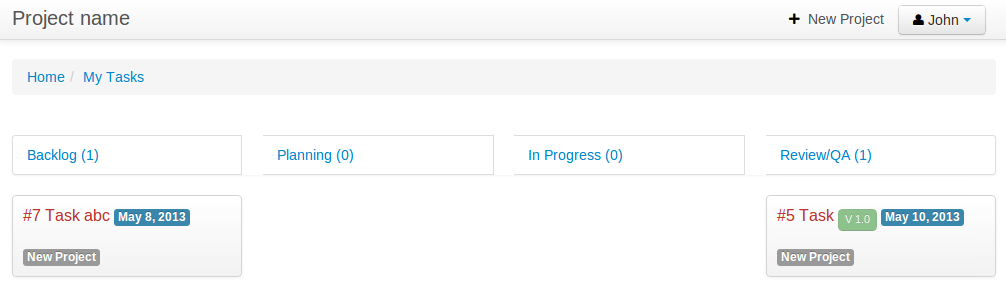 Project name
New Project
John
Home / My Tasks
Backlog (1)
Planning (0)
In Progress (0)
Review/QA (1)
#7 Task abc May 8, 2013
New Project
#5 Task V 1.0 May 10, 2013
New Project